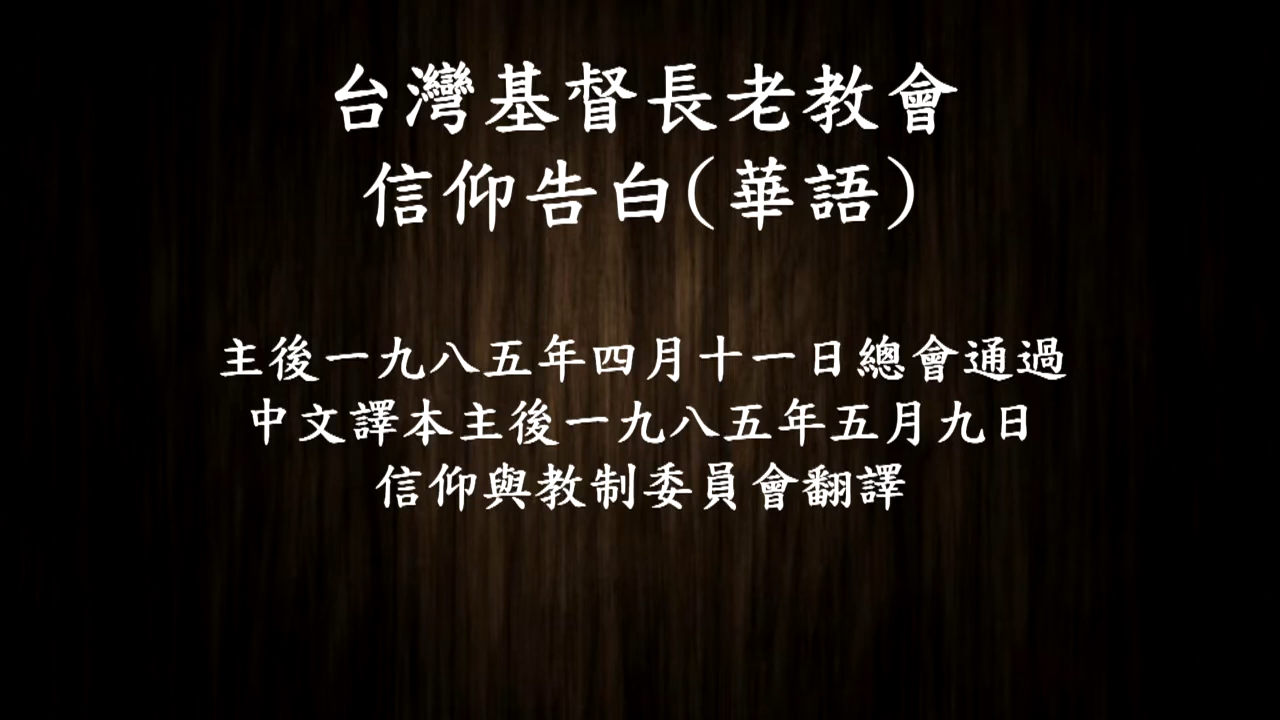 台灣基督長老教會
信仰告白(華語)
主後一九八五年四月十一日總會通過
中文譯本主後一九八五年五月九日
信仰與教制委員會翻譯